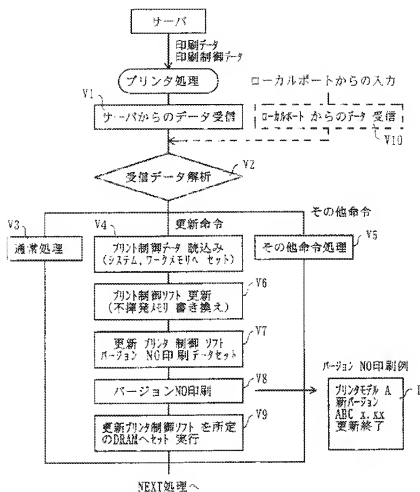 サーバ
印刷データ
印刷制御データ
プリンタ処理
ローカルポートからの入力
V1
サーバからのデータ受信
ローカルポート からのデータ 受信
V10
V2
受信データ解析
更新命令
その他命令
V3
通常処理
V4
プリント制御データ 読込み
(システム,ワークメモリへ セット)
V5
その他命令処理
V6
プリント制御ソフト 更新
(不揮発メモリ 書き換え)
V7
更新 プリンタ 制御 ソフト
バージョン NO印刷データセット
V8
バージョンNO印刷
バージョン NO印刷例
プリンタモデル A
新バージョン
ABC x.xx
更新終了
V9
更新プリンタ制御ソフト を所定
のDRAMへセット 実行
NEXT処理へ